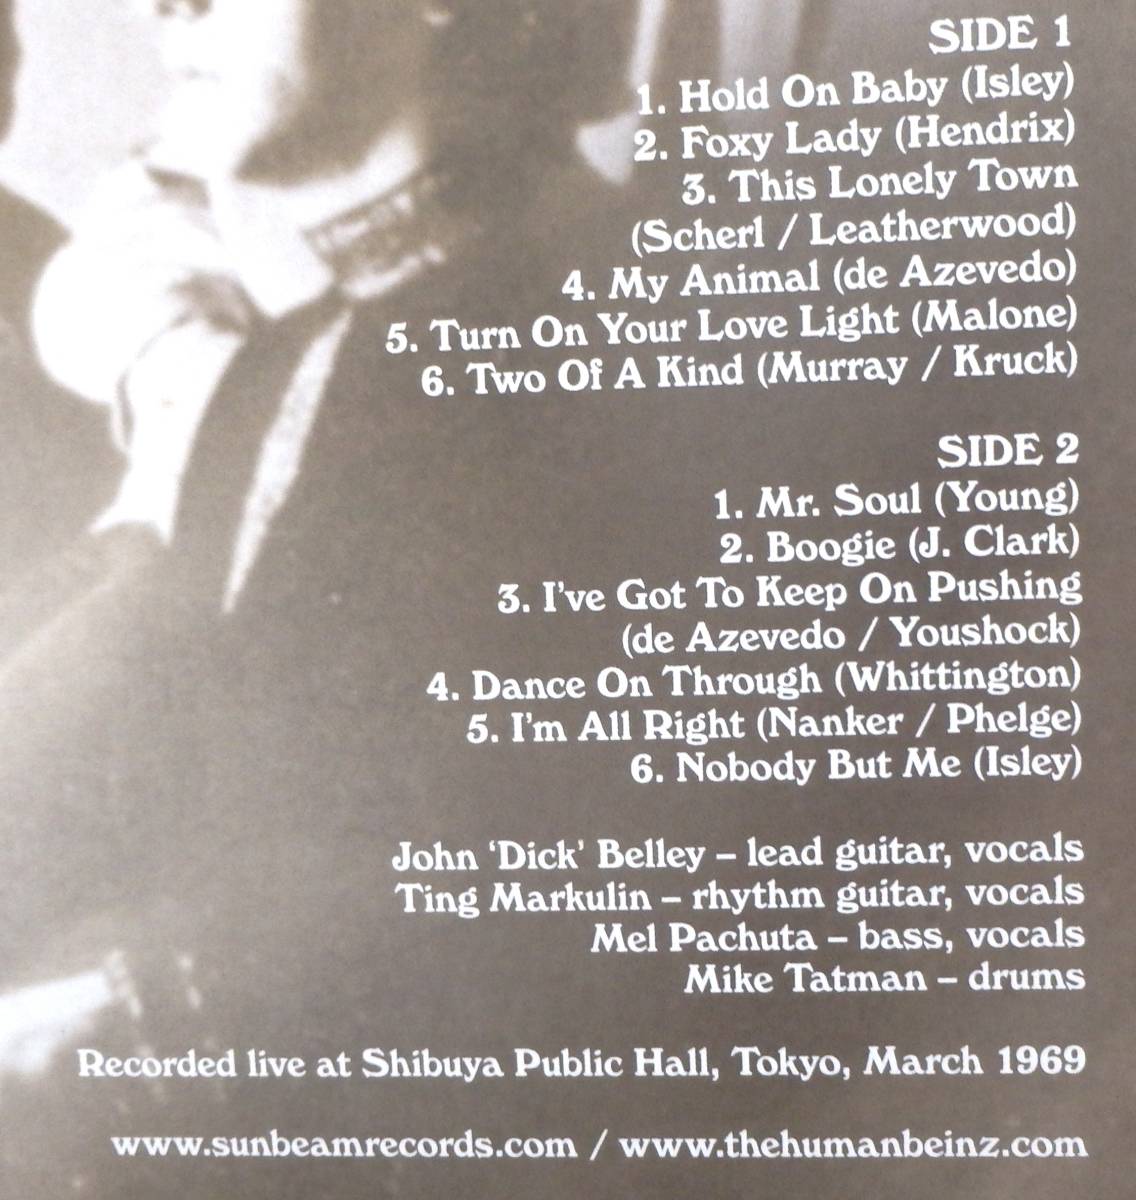 SIDE 1
1. Hold On Baby (Isley)
2. Foxy Lady (Hendrix)
3. This Lonely Town
(Scherl / Leatherwood)
4. My Animal (de Azevedo)
5. Turn On Your Love Light (Malone)
6. Two Of A Kind (Murray / Kruck)
SIDE 2
1. Mr. Soul (Young)
2. Boogie (J. Clark)
3. I've Got To Keep On Pushing
(de Azevedo / Youshock)
4. Dance On Through (Whittington)
5. I'm All Right (Nanker / Phelge)
6. Nobody But Me (Isley)
John ‘Dick’ Belley – lead guitar, vocals
Ting Markulin – rhythm guitar, vocals
Mel Pachuta – bass, vocals
Mike Tatman – drums
Recorded live at Shibuya Public Hall, Tokyo, March 1969
www.sunbeamrecords.com / www.thehumanbeinz.com